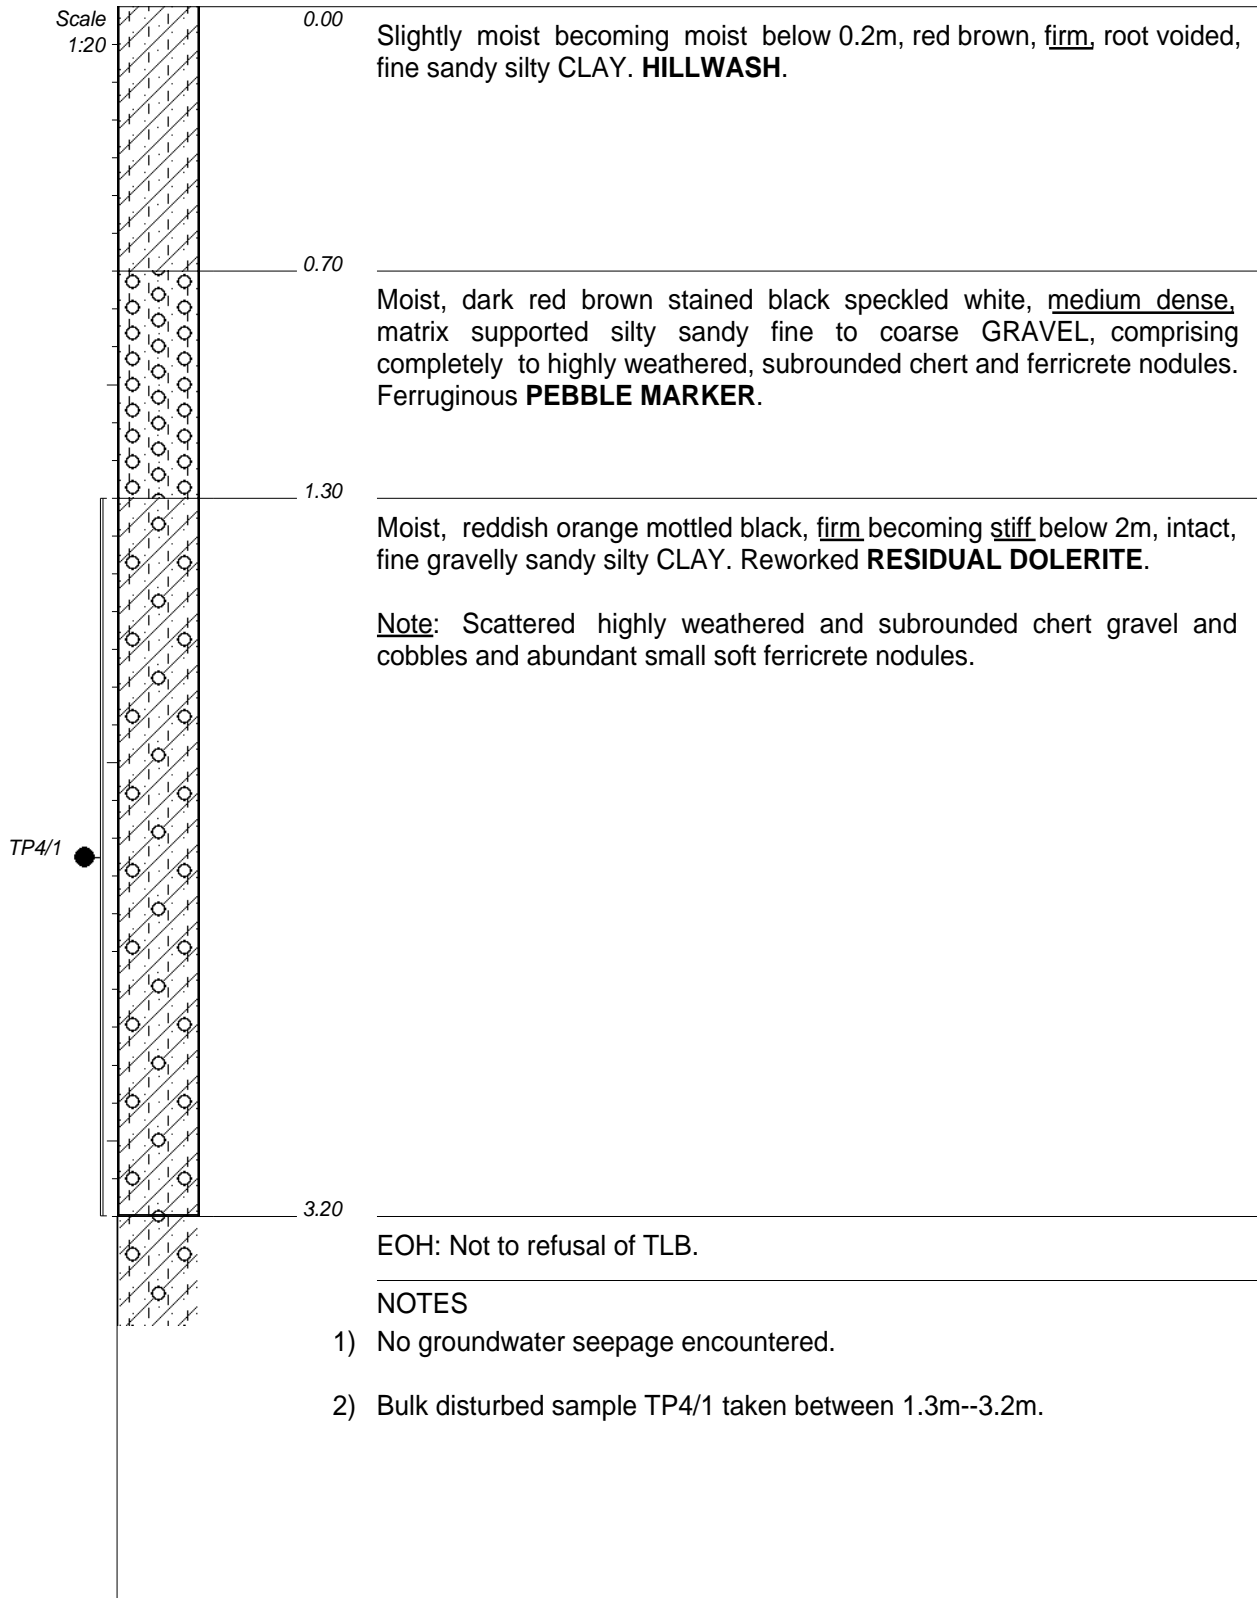 Scale
1:20
0.00
Slightly moist becoming moist below 0.2m, red brown, firm, root voided,
fine sandy silty CLAY. HILLWASH.
0.70
Moist, dark red brown stained black speckled white, medium dense,
matrix supported silty sandy fine to coarse GRAVEL, comprising
completely to highly weathered, subrounded chert and ferricrete nodules.
Ferruginous PEBBLE MARKER.
1.30
Moist, reddish orange mottled black, firm becoming stiff below 2m, intact,
fine gravelly sandy silty CLAY. Reworked RESIDUAL DOLERITE.
Note: Scattered highly weathered and subrounded chert gravel and
cobbles and abundant small soft ferricrete nodules.
TP4/1
3.20
EOH: Not to refusal of TLB.
NOTES
1) No groundwater seepage encountered.
2) Bulk disturbed sample TP4/1 taken between 1.3m--3.2m.